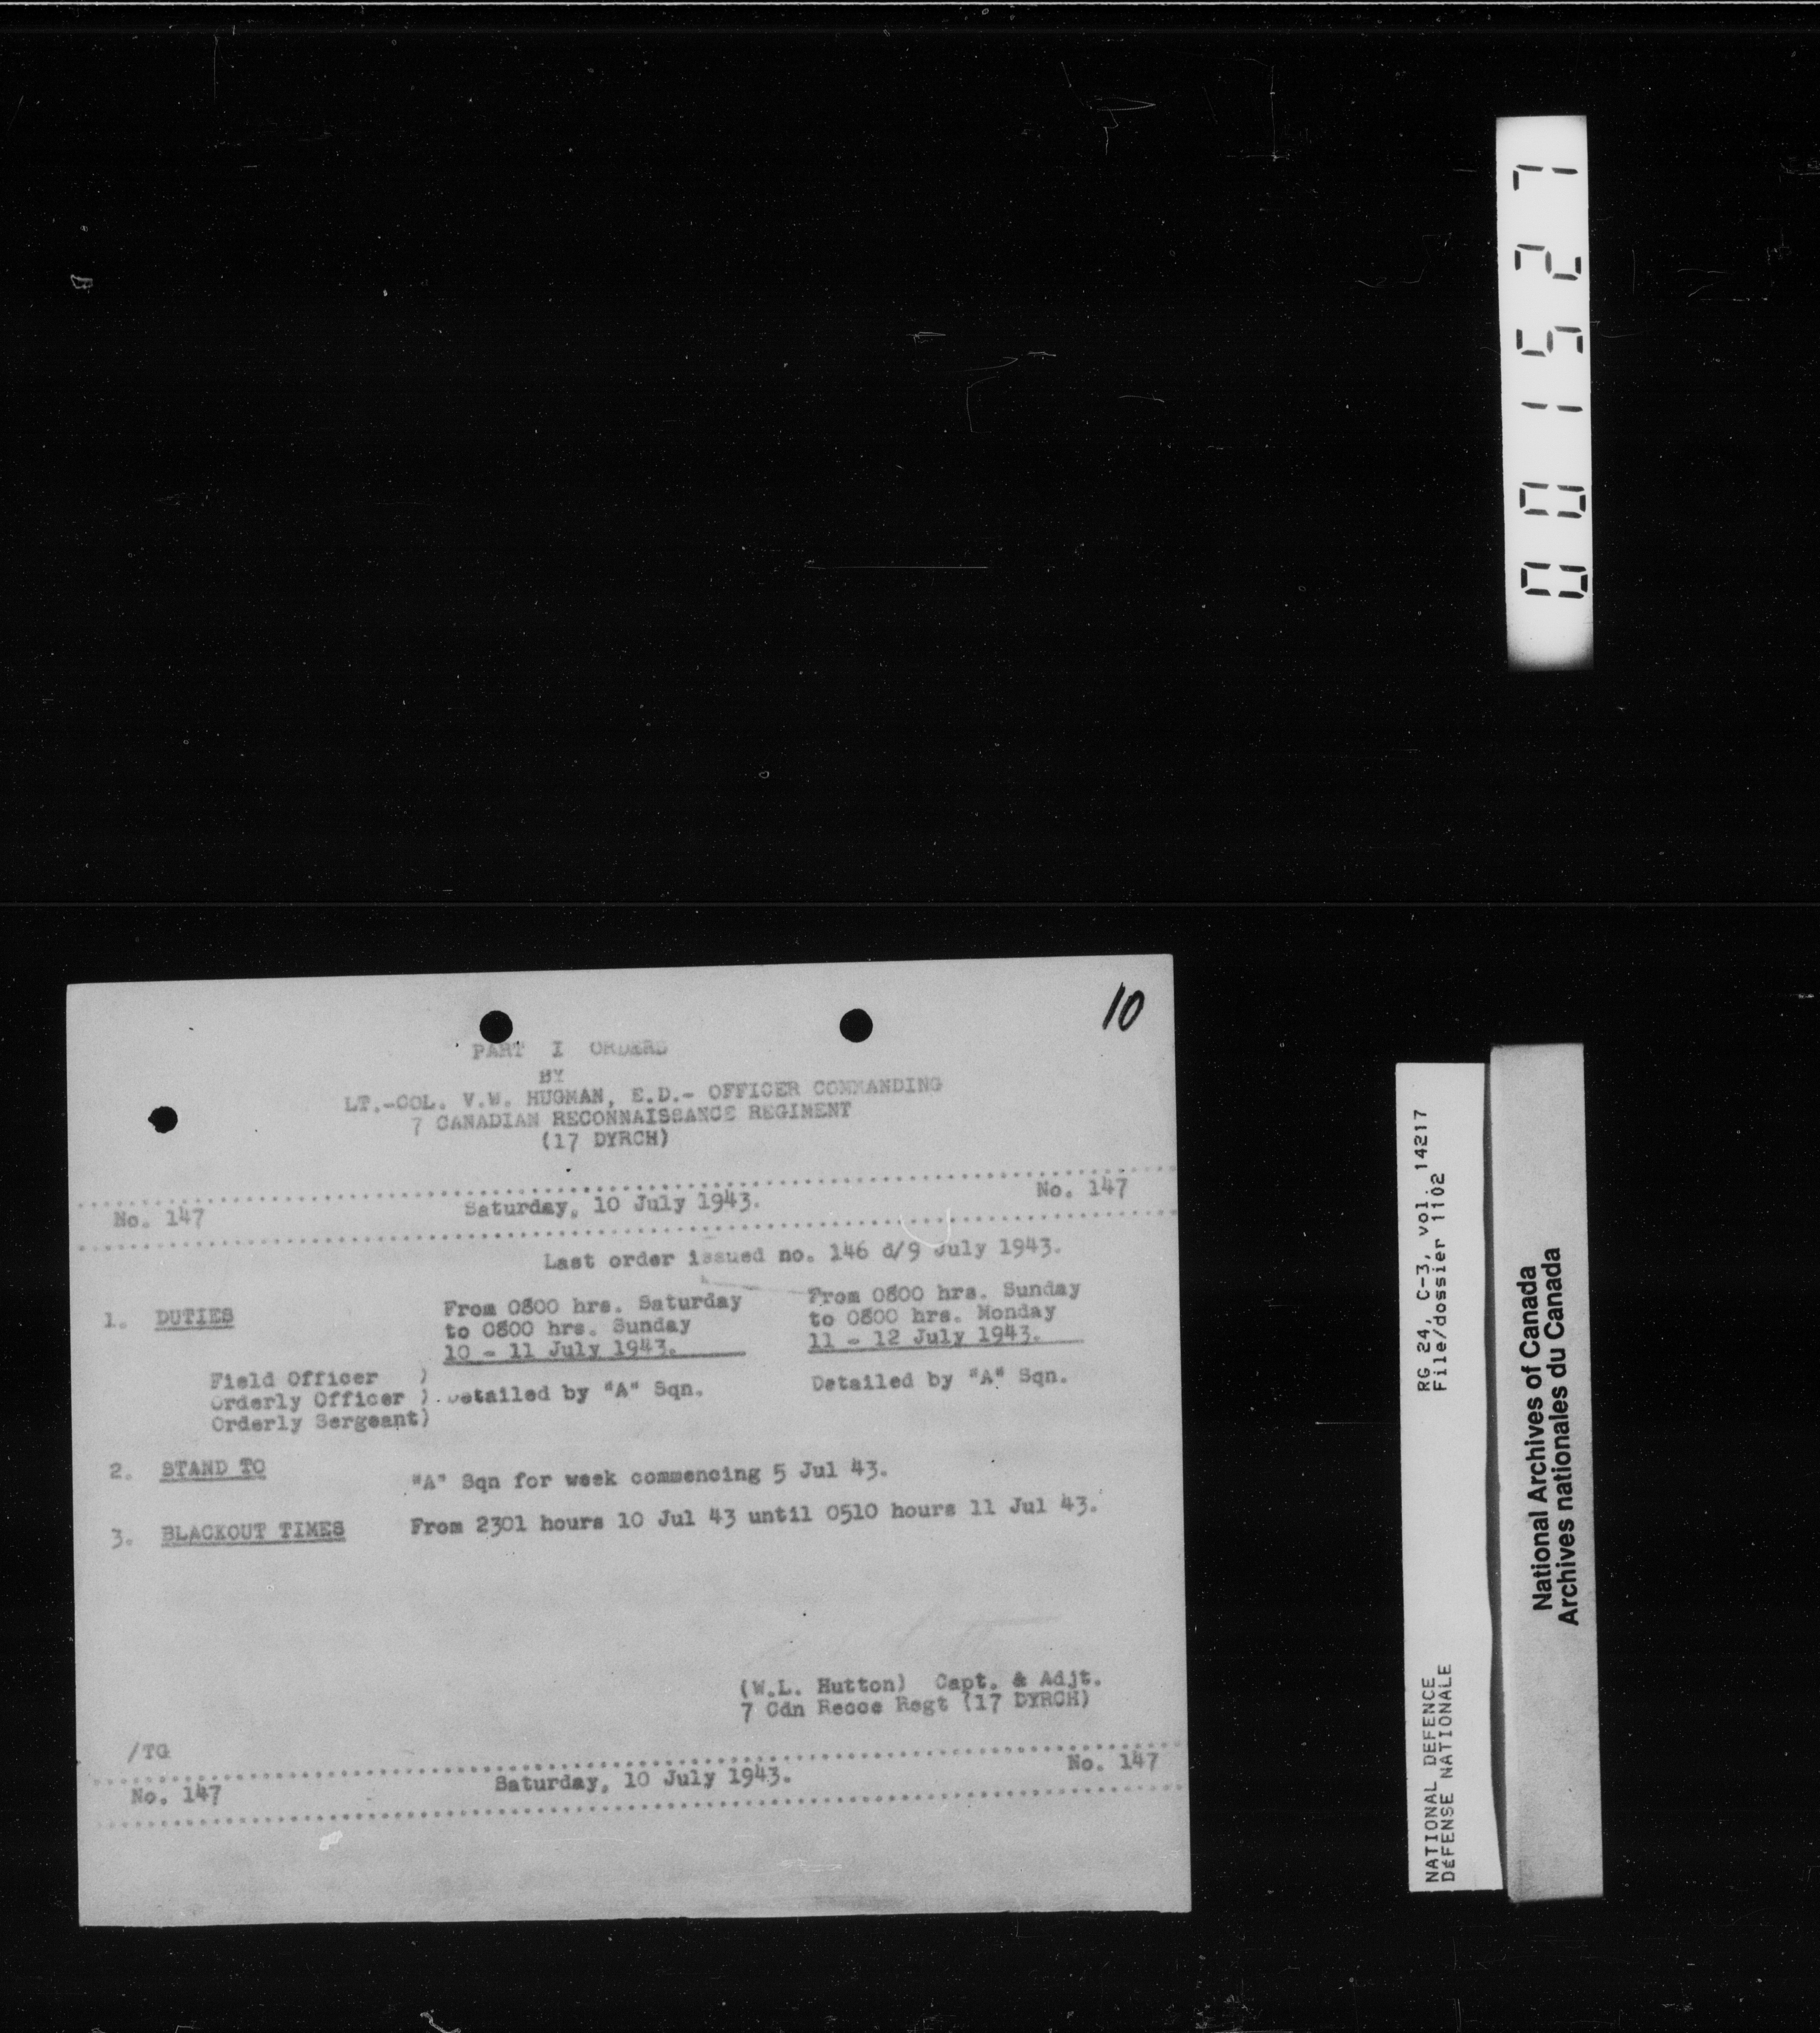 001527
10
PART I ORDERS
BY
LT.-COL. V.W. HUGMAN, E.D.- OFFICER COMMANDING
7 CANADIAN RECONNAISSANCE REGIMENT
(17 DYRCH)
No. 147 Saturday, 10 July 1943. No. 147
Last order issued no. 146 d/9 July 1943.
1. DUTIES From 0800 hrs. Saturday From 0800 hrs. Sunday
to 0800 hrs. Sunday to 0800 hrs. Monday
10 - 11 July 1943. 11 - 12 July 1943.
Field Officer )
Orderly Officer ) Detailed by "A" Sqn. Detailed by "A" Sqn.
Orderly Sergeant)
2. STAND TO "A" Sqn for week commencing 5 Jul 43.
3. BLACKOUT TIMES From 2301 hours 10 Jul 43 until 0510 hours 11 Jul 43.
(W.L. Hutton) Capt. & Adjt.
7 Cdn Recce Regt (17 DYRCH)
/TG
No. 147 Saturday, 10 July 1943. No. 147
NATIONAL DEFENCE RG 24, C-3, vol. 14217
DÉFENSE NATIONALE File/dossier 1102
National Archives of Canada
Archives nationales du Canada